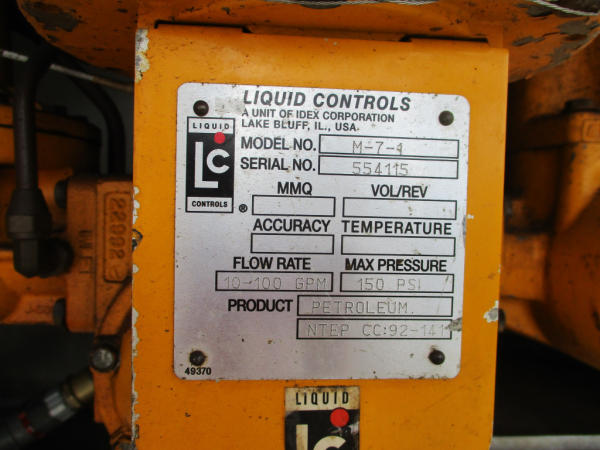 LIQUID CONTROLS
A UNIT OF IDEX CORPORATION
LAKE BLUFF, IL., USA.
LIQUID
LC
CONTROLS
®
MODEL NO. M-7-1
SERIAL NO. 554115
MMQ VOL/REV
ACCURACY TEMPERATURE
FLOW RATE MAX PRESSURE
10-100 GPM 150 PSI
PRODUCT PETROLEUM.
NTEP CC:92-141
49370
22992
LIQUID
LC